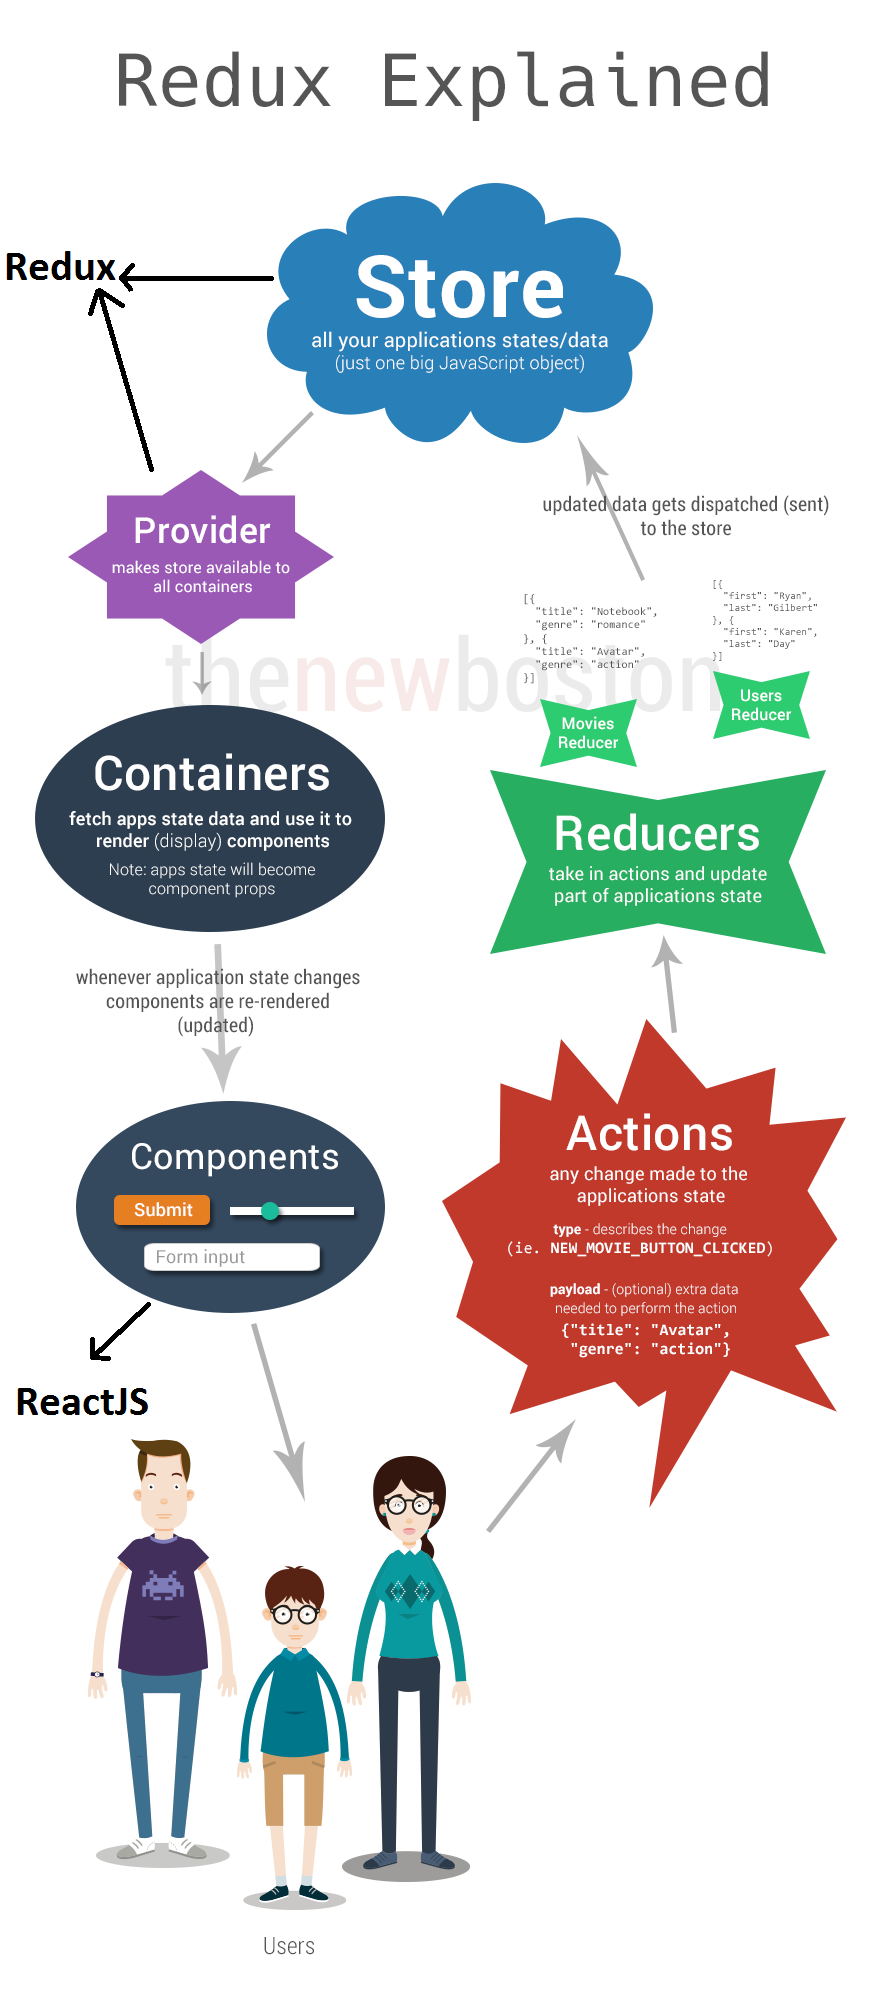 Redux Explained
Redux
Store
all your applications states/data
(just one big JavaScript object)
Provider
makes store available to
all containers
updated data gets dispatched (sent)
to the store
[{
"title": "Notebook",
"genre": "romance"
}, {
"title": "Avatar",
"genre": "action"
}]
[{
"first": "Ryan",
"last": "Gilbert"
}, {
"first": "Karen",
"last": "Day"
}]
thenewboston
Movies
Reducer
Users
Reducer
Containers
fetch apps state data and use it to
render (display) components
Note: apps state will become
component props
Reducers
take in actions and update
part of applications state
whenever application state changes
components are re-rendered
(updated)
Components
Submit
Form input
Actions
any change made to the
applications state
type - describes the change
(ie. NEW_MOVIE_BUTTON_CLICKED)
payload - (optional) extra data
needed to perform the action
{"title": "Avatar",
"genre": "action"}
ReactJS
Users